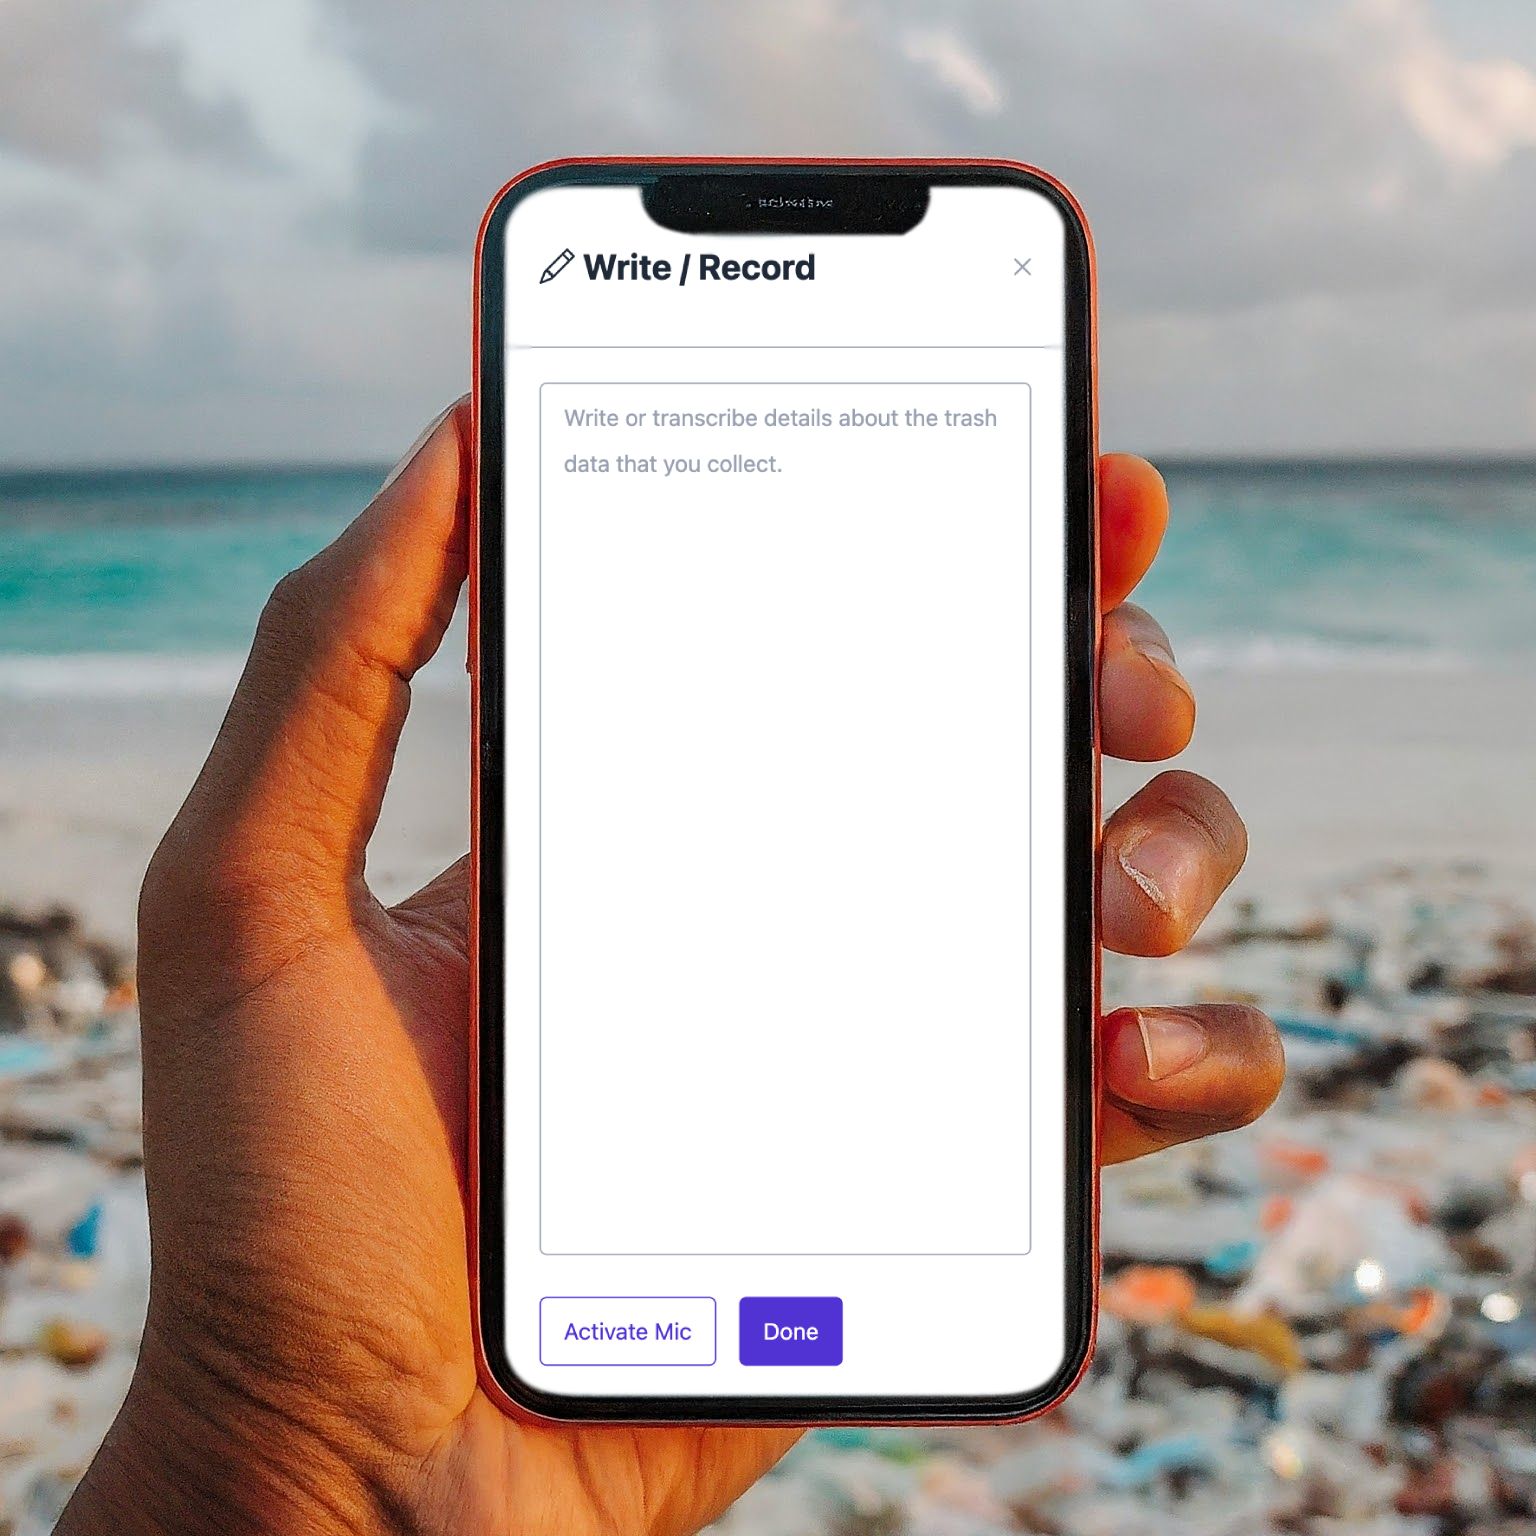 Write / Record
Write or transcribe details about the trash
data that you collect.
Activate Mic
Done